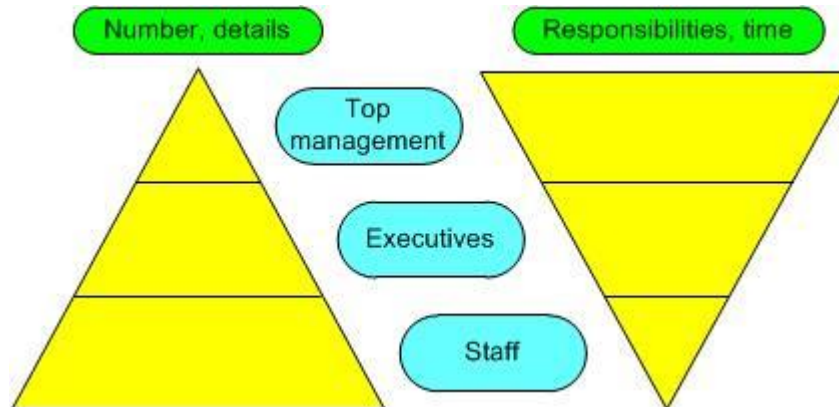 Number, details
Responsibilities, time
Top
management
Executives
Staff